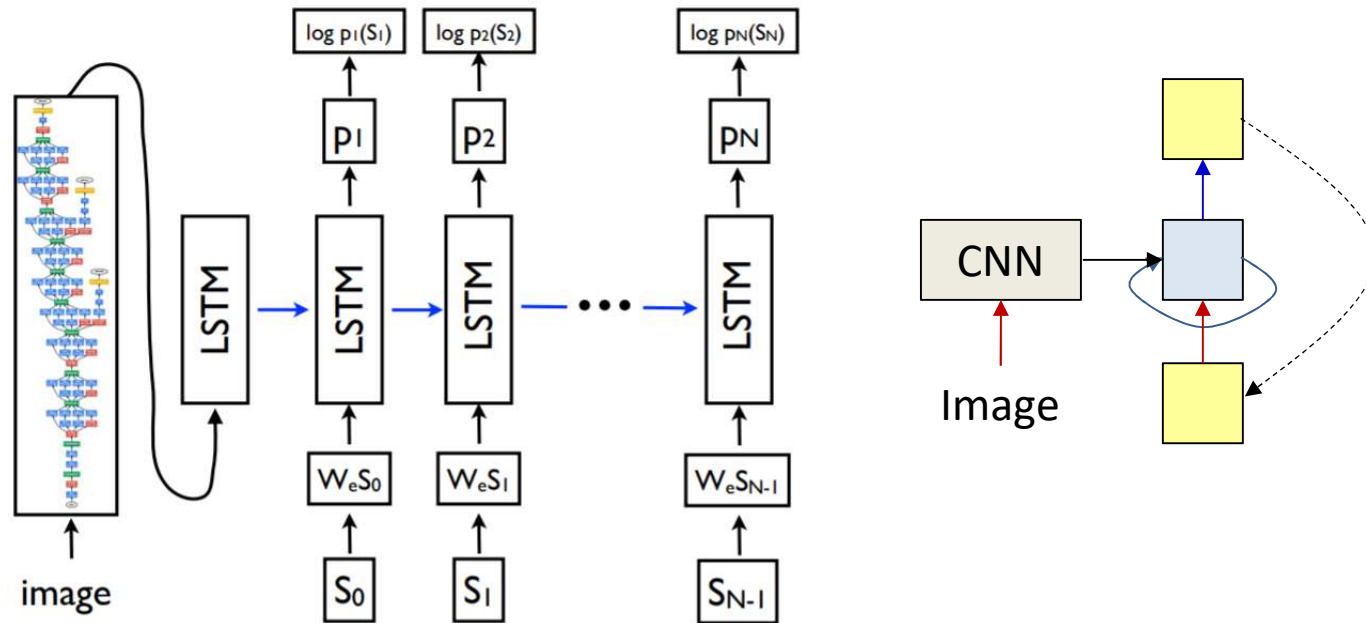 log p1(S1) log p2(S2) log pN(SN)
p1 p2 pN
LSTM LSTM LSTM LSTM
WeS0 WeS1 WeSN-1
S0 S1 SN-1
image
CNN
Image